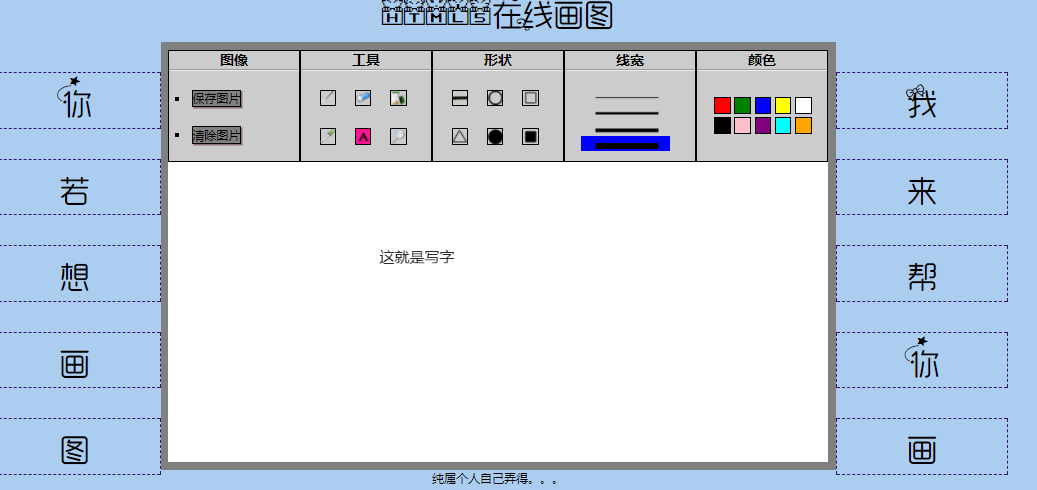 HTML5在线画图
图像 工具 形状 线宽 颜色
保存图片
清除图片
A
这就是写字
你
若
想
画
图
我
来
帮
你
画
纯属个人自己弄得。。。